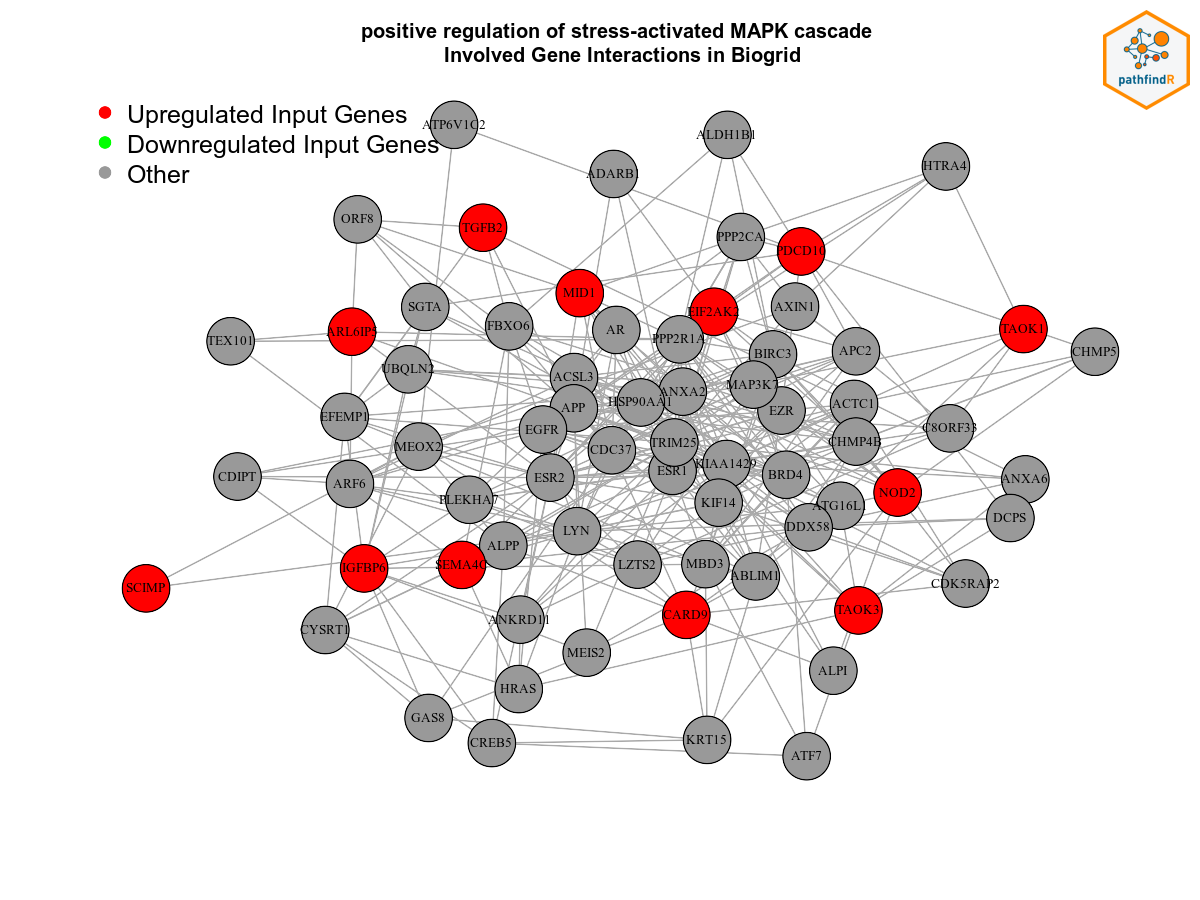 positive regulation of stress-activated MAPK cascade
Involved Gene Interactions in Biogrid
pathfindR
Upregulated Input Genes
Downregulated Input Genes
Other
ATP6V1C2
ALDH1B1
HTRA4
ADARB1
ORF8
TGFB2
PPP2CA
PDCD10
MID1
SGTA
EIF2AK2
AXIN1
FBXO6
AR
TAOK1
ARL6IP5
TEX101
PPP2R1A
BIRC3
APC2
CHMP5
UBQLN2
ACSL3
MAP3K7
ANXA2
HSP90AA1
ACTC1
APP
EZR
EFEMP1
EGFR
C8ORF33
MEOX2
TRIM25
CHMP4B
CDC37
KIAA1429
ESR1
CDIPT
ARF6
ESR2
BRD4
ANXA6
NOD2
PLEKHA7
KIF14
ATG16L1
DCPS
DDX58
LYN
ALPP
IGFBP6
SEMA4C
LZTS2
MBD3
ABLIM1
CDK5RAP2
SCIMP
CARD9
TAOK3
ANKRD11
CYSRT1
MEIS2
ALPI
HRAS
GAS8
CREB5
KRT15
ATF7